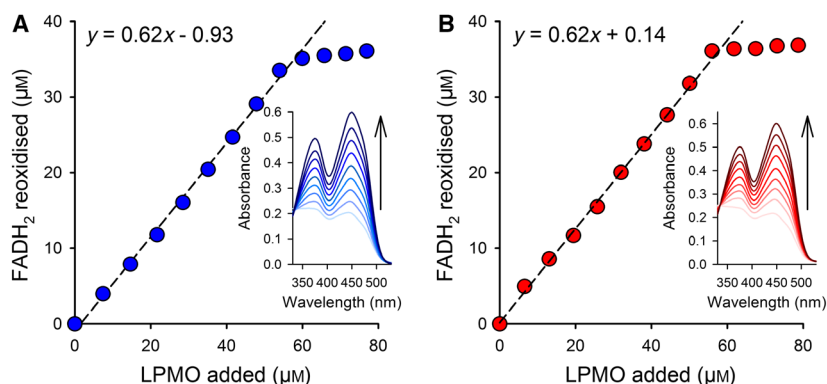 A
y = 0.62x - 0.93
FADH₂ reoxidised (μM)
40
30
20
10
0
0 20 40 60 80
LPMO added (μM)
Absorbance
0.6
0.5
0.4
0.3
0.2
0.1
0.0
350 400 450 500
Wavelength (nm)
B
y = 0.62x + 0.14
FADH₂ reoxidised (μM)
40
30
20
10
0
0 20 40 60 80
LPMO added (μM)
Absorbance
0.6
0.5
0.4
0.3
0.2
0.1
0.0
350 400 450 500
Wavelength (nm)